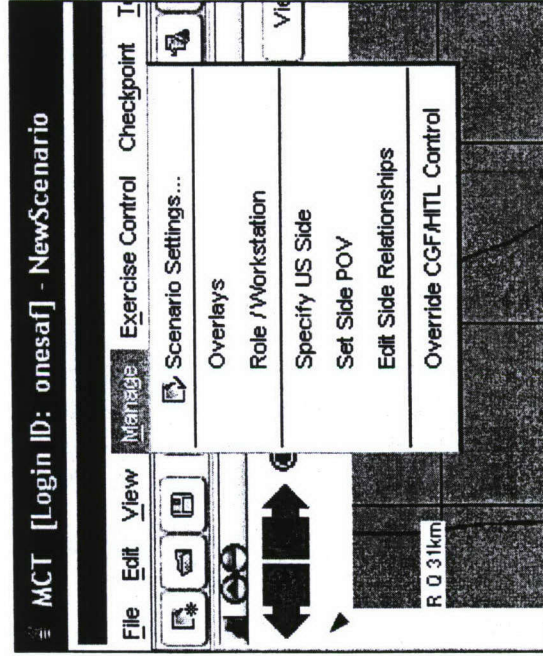 MCT [Login ID: onesaf] - NewScenario
File Edit View Manage Exercise Control Checkpoint
Scenario Settings...
Overlays
Role / Workstation
Specify US Side
Set Side POV
Edit Side Relationships
Override CGF/HITL Control
R Q 31km